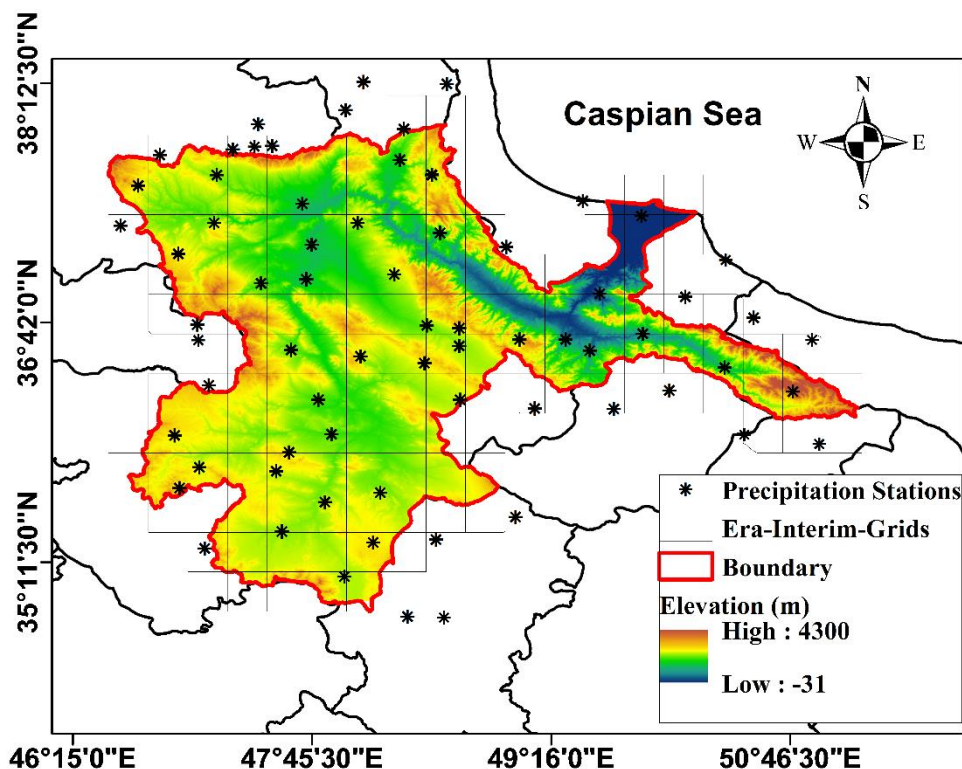 38°12'30"N
36°42'0"N
35°11'30"N
Caspian Sea
N
W
E
S
Precipitation Stations
Era-Interim-Grids
Boundary
Elevation (m)
High : 4300
Low : -31
46°15'0"E
47°45'30"E
49°16'0"E
50°46'30"E